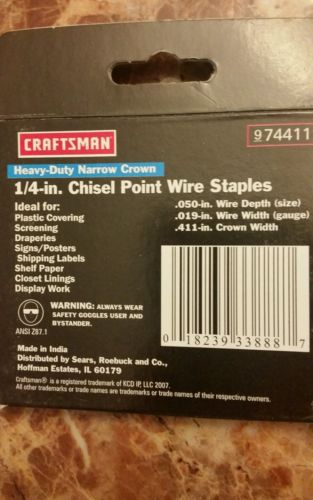 CRAFTSMAN
9 74411
Heavy-Duty Narrow Crown
1/4-in. Chisel Point Wire Staples
Ideal for:
Plastic Covering
Screening
Draperies
Signs/Posters
Shipping Labels
Shelf Paper
Closet Linings
Display Work
.050-in. Wire Depth (size)
.019-in. Wire Width (gauge)
.411-in. Crown Width
WARNING: ALWAYS WEAR
SAFETY GOGGLES USER AND
BYSTANDER.
ANSI Z87.1
0 18239 33888 7
Made in India
Distributed by Sears, Roebuck and Co.,
Hoffman Estates, IL 60179
Craftsman® is a registered trademark of KCD IP, LLC 2007.
All other trademarks or trade names are trademarks or trade names of their respective owners.